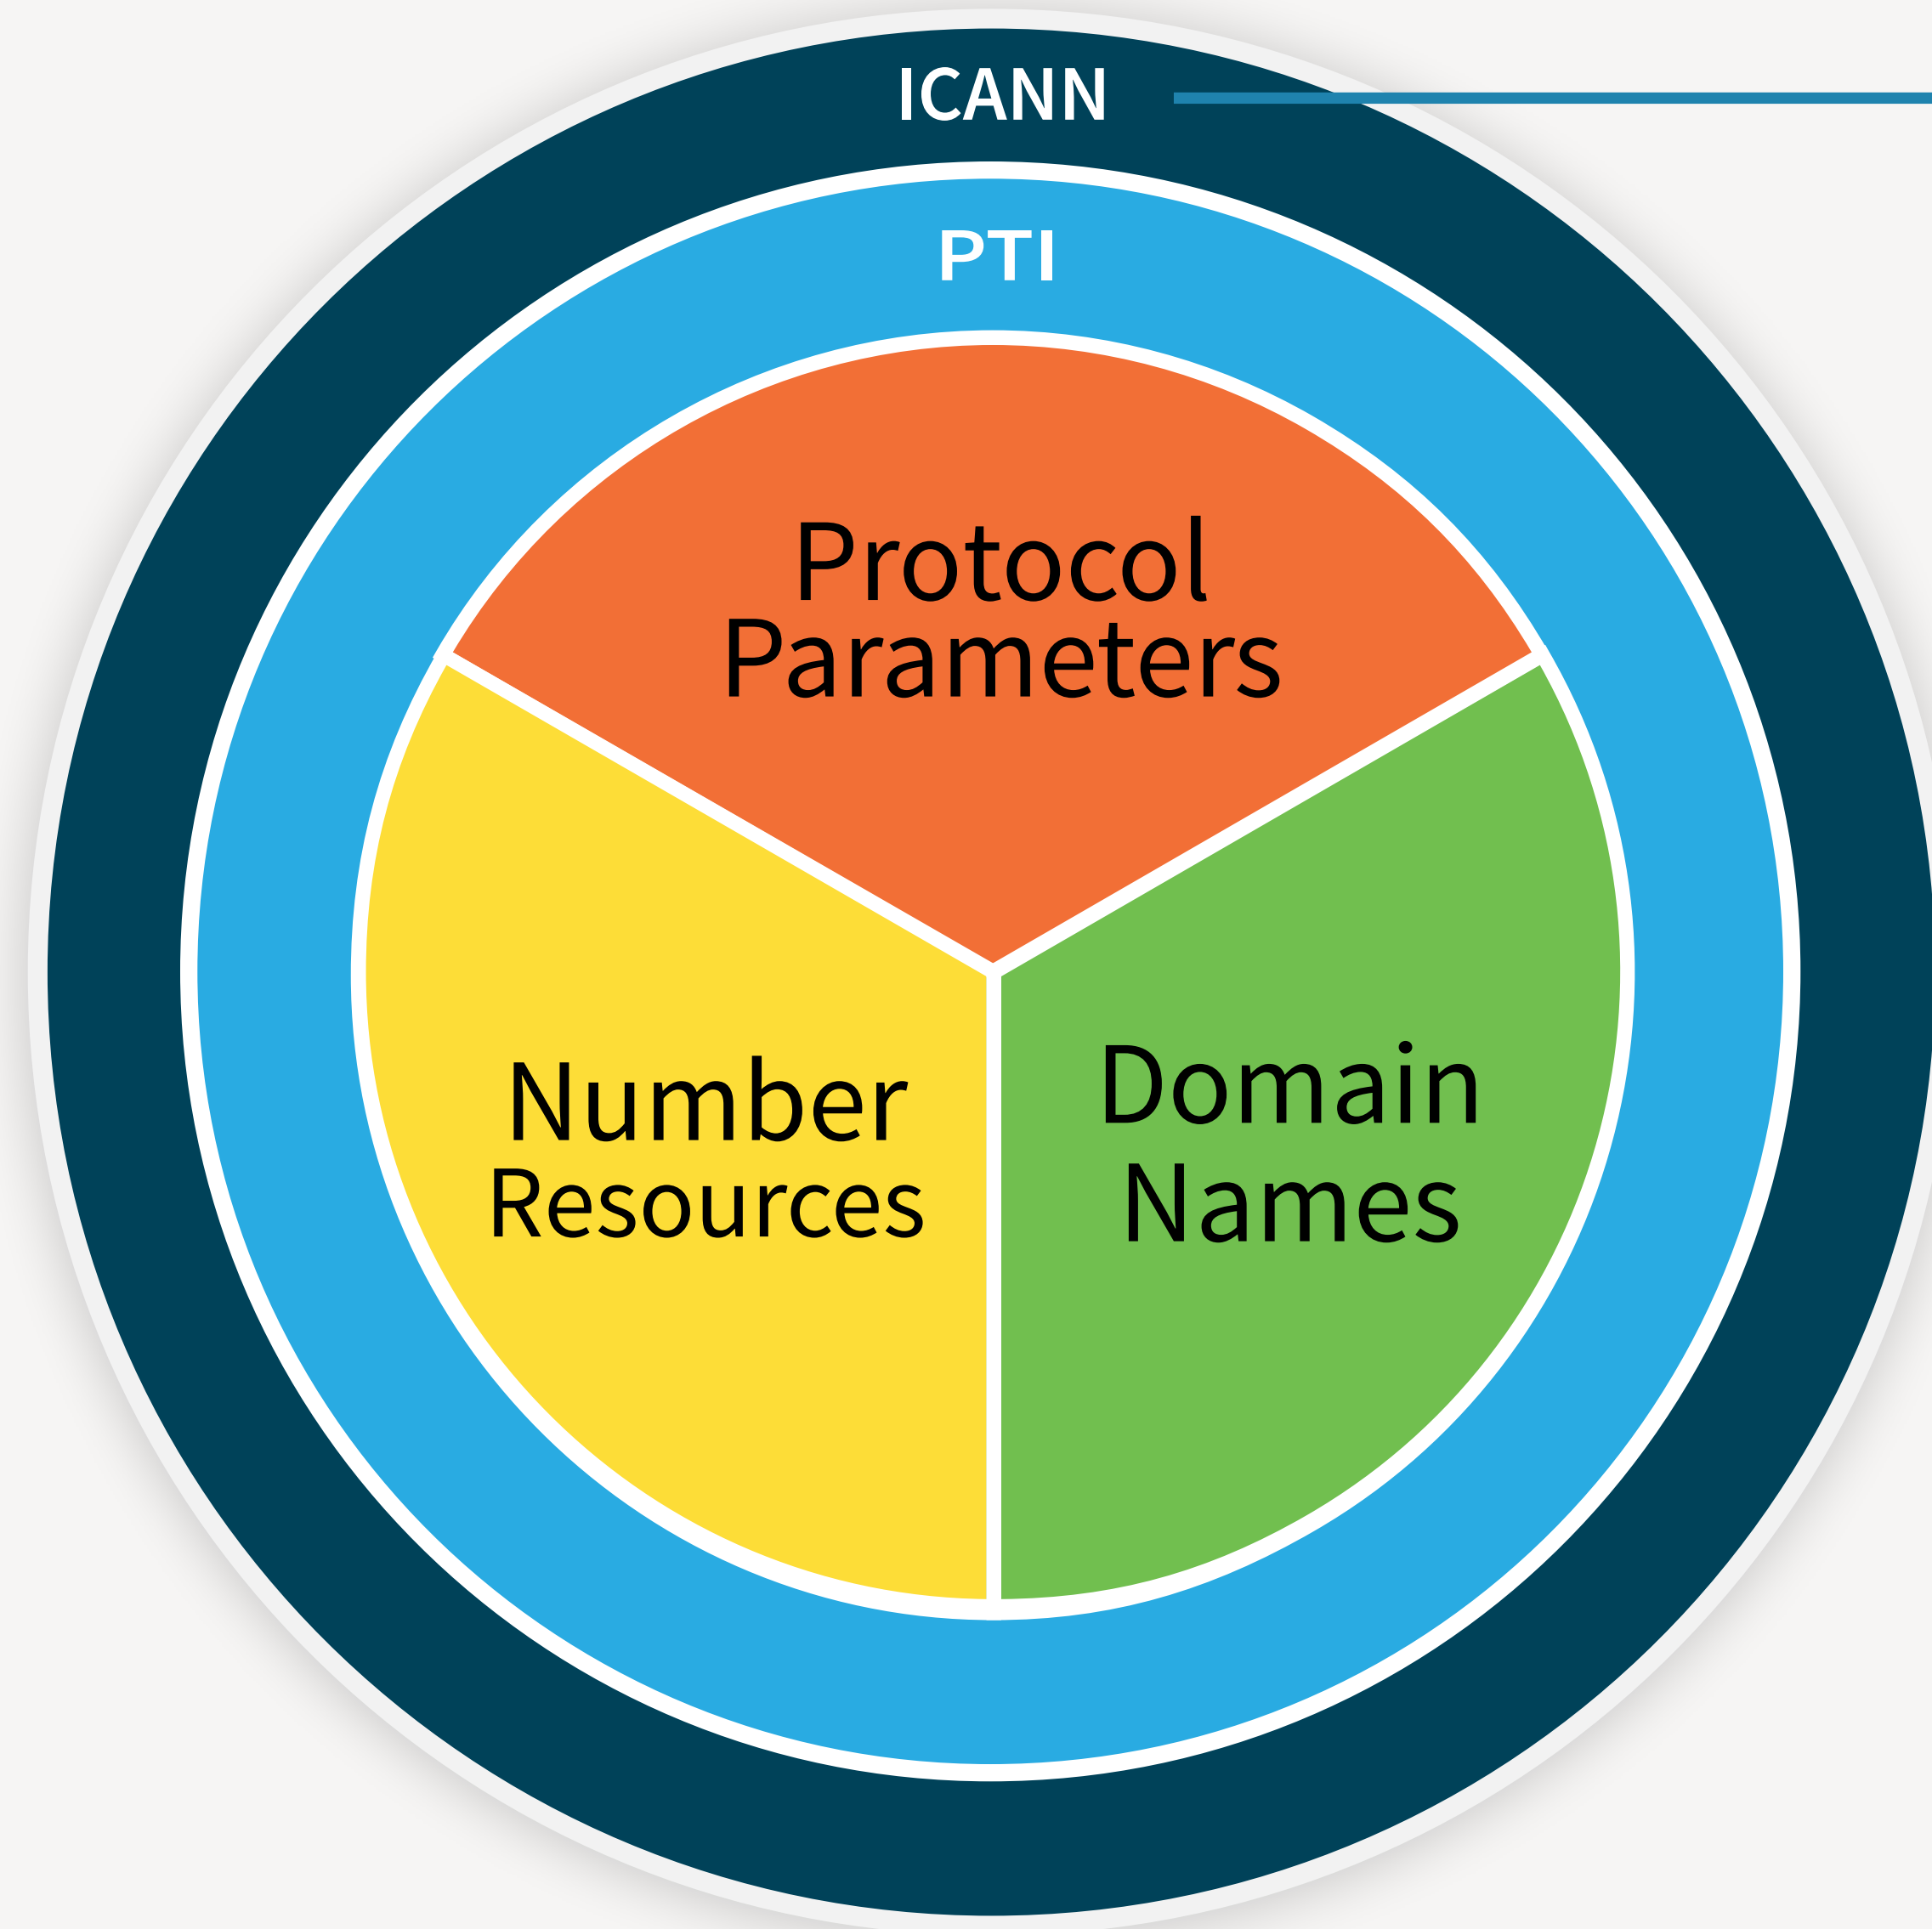 ICANN
PTI
Protocol
Parameters
Number
Resources
Domain
Names